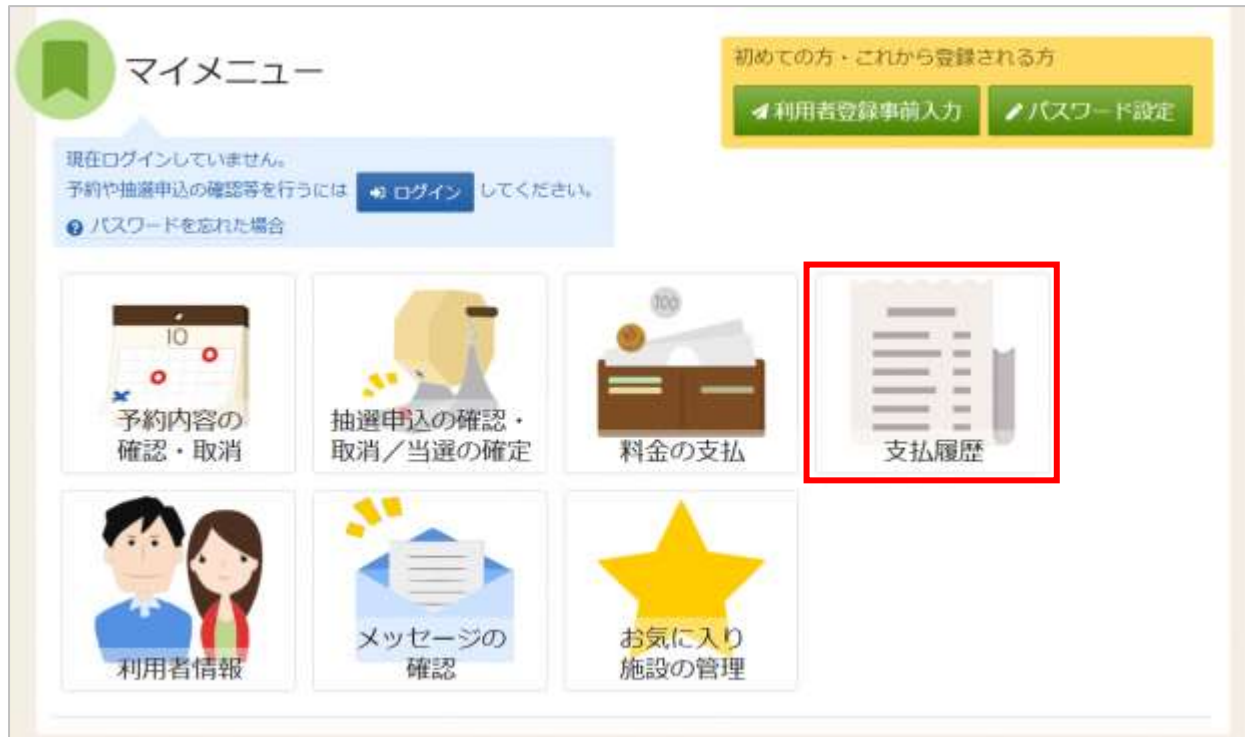 マイメニュー
初めての方・これから登録される方
利用者登録事前入力
パスワード設定
現在ログインしていません。
予約や抽選申込の確認等を行うには ログイン してください。
パスワードを忘れた場合
10
予約内容の
確認・取消
抽選申込の確認・
取消／当選の確定
100
料金の支払
支払履歴
利用者情報
メッセージの
確認
お気に入り
施設の管理